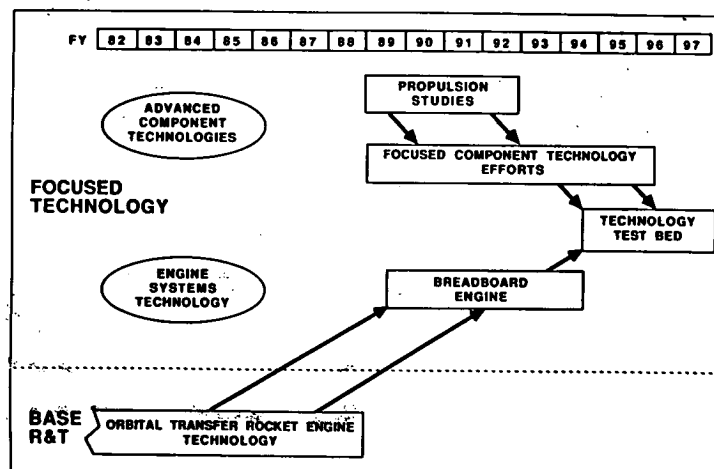 FY 82 83 84 85 86 87 88 89 90 91 92 93 94 95 96 97
PROPULSION
STUDIES
ADVANCED
COMPONENT
TECHNOLOGIES
FOCUSED COMPONENT TECHNOLOGY
EFFORTS
FOCUSED
TECHNOLOGY
TECHNOLOGY
TEST BED
ENGINE
SYSTEMS
TECHNOLOGY
BREADBOARD
ENGINE
BASE
R&T
ORBITAL TRANSFER ROCKET ENGINE
TECHNOLOGY